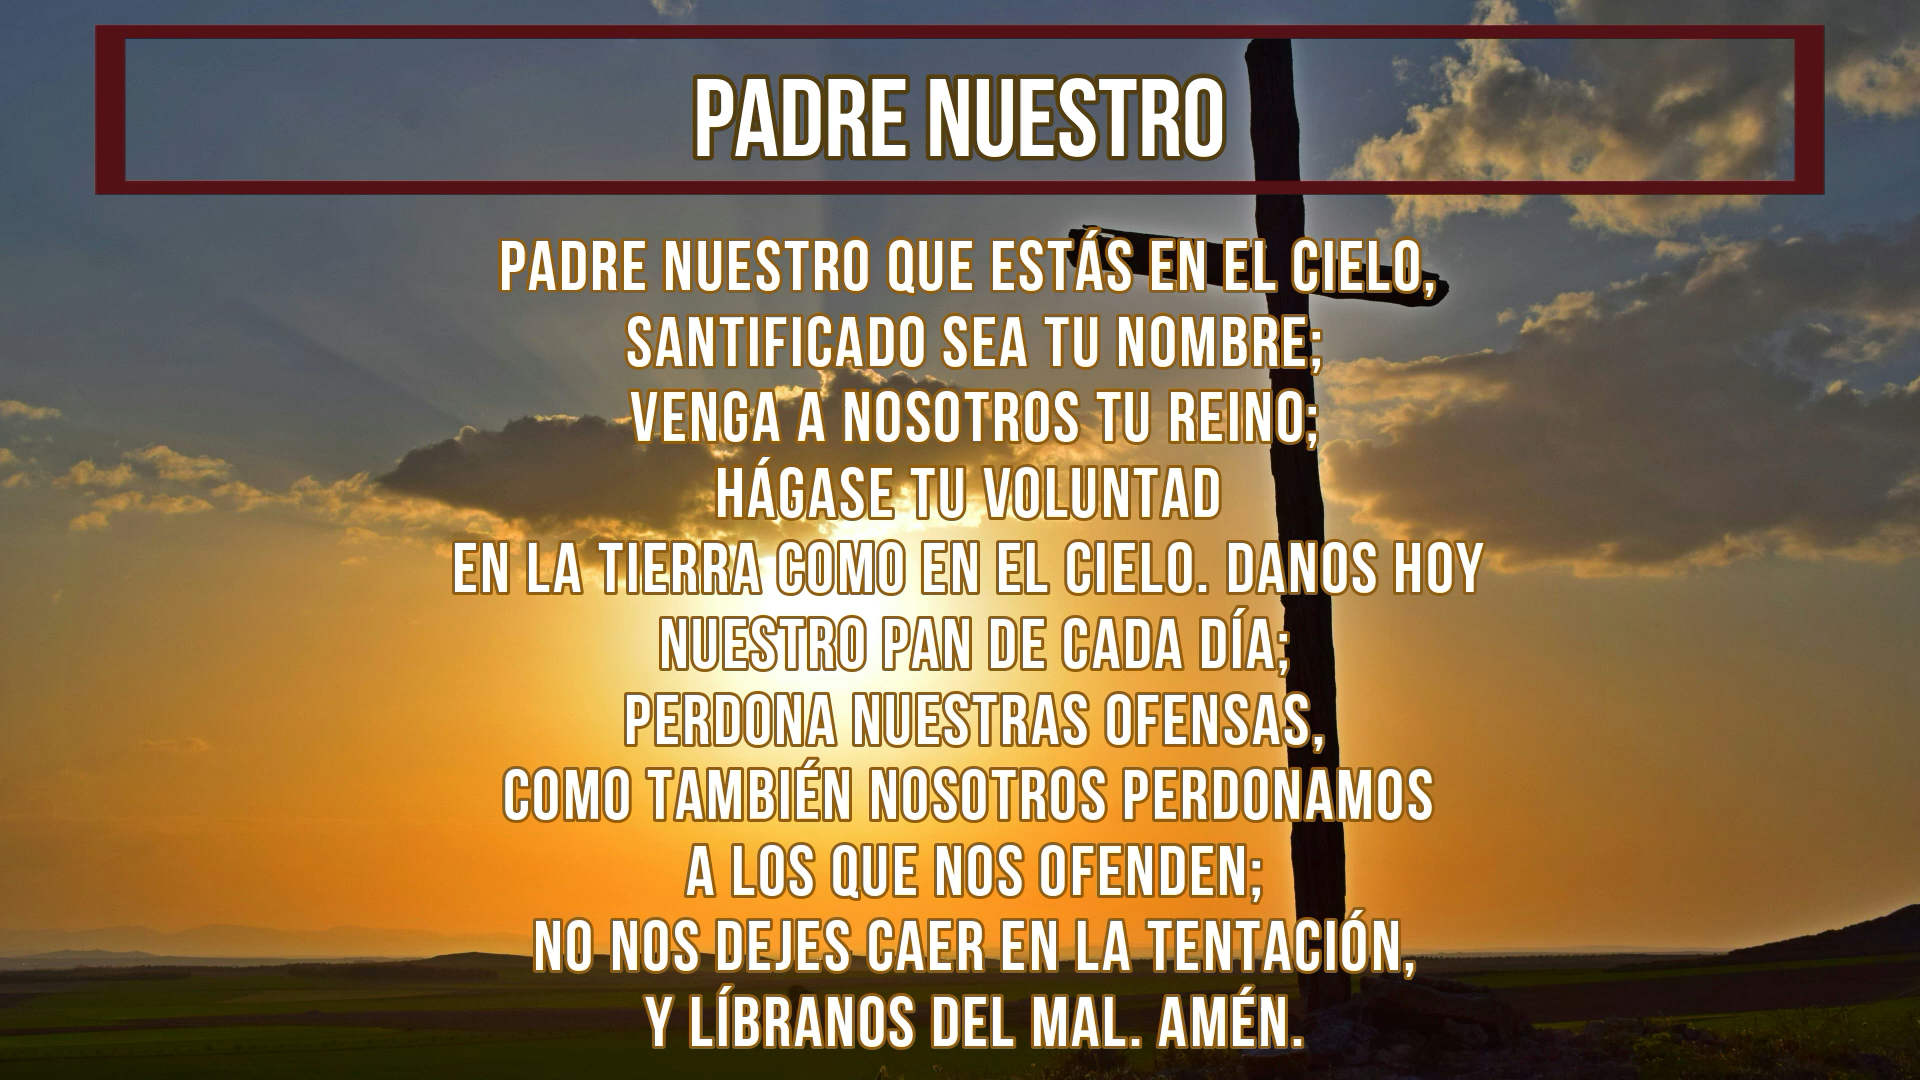 PADRE NUESTRO
PADRE NUESTRO QUE ESTÁS EN EL CIELO,
SANTIFICADO SEA TU NOMBRE;
VENGA A NOSOTROS TU REINO;
HÁGASE TU VOLUNTAD
EN LA TIERRA COMO EN EL CIELO. DANOS HOY
NUESTRO PAN DE CADA DÍA;
PERDONA NUESTRAS OFENSAS,
COMO TAMBIÉN NOSOTROS PERDONAMOS
A LOS QUE NOS OFENDEN;
NO NOS DEJES CAER EN LA TENTACIÓN,
Y LÍBRANOS DEL MAL. AMÉN.